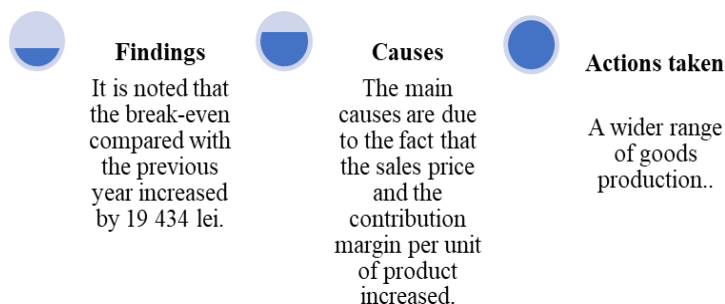 Findings
It is noted that
the break-even
compared with
the previous
year increased
by 19 434 lei.
Causes
The main
causes are due
to the fact that
the sales price
and the
contribution
margin per unit
of product
increased.
Actions taken
A wider range
of goods
production..